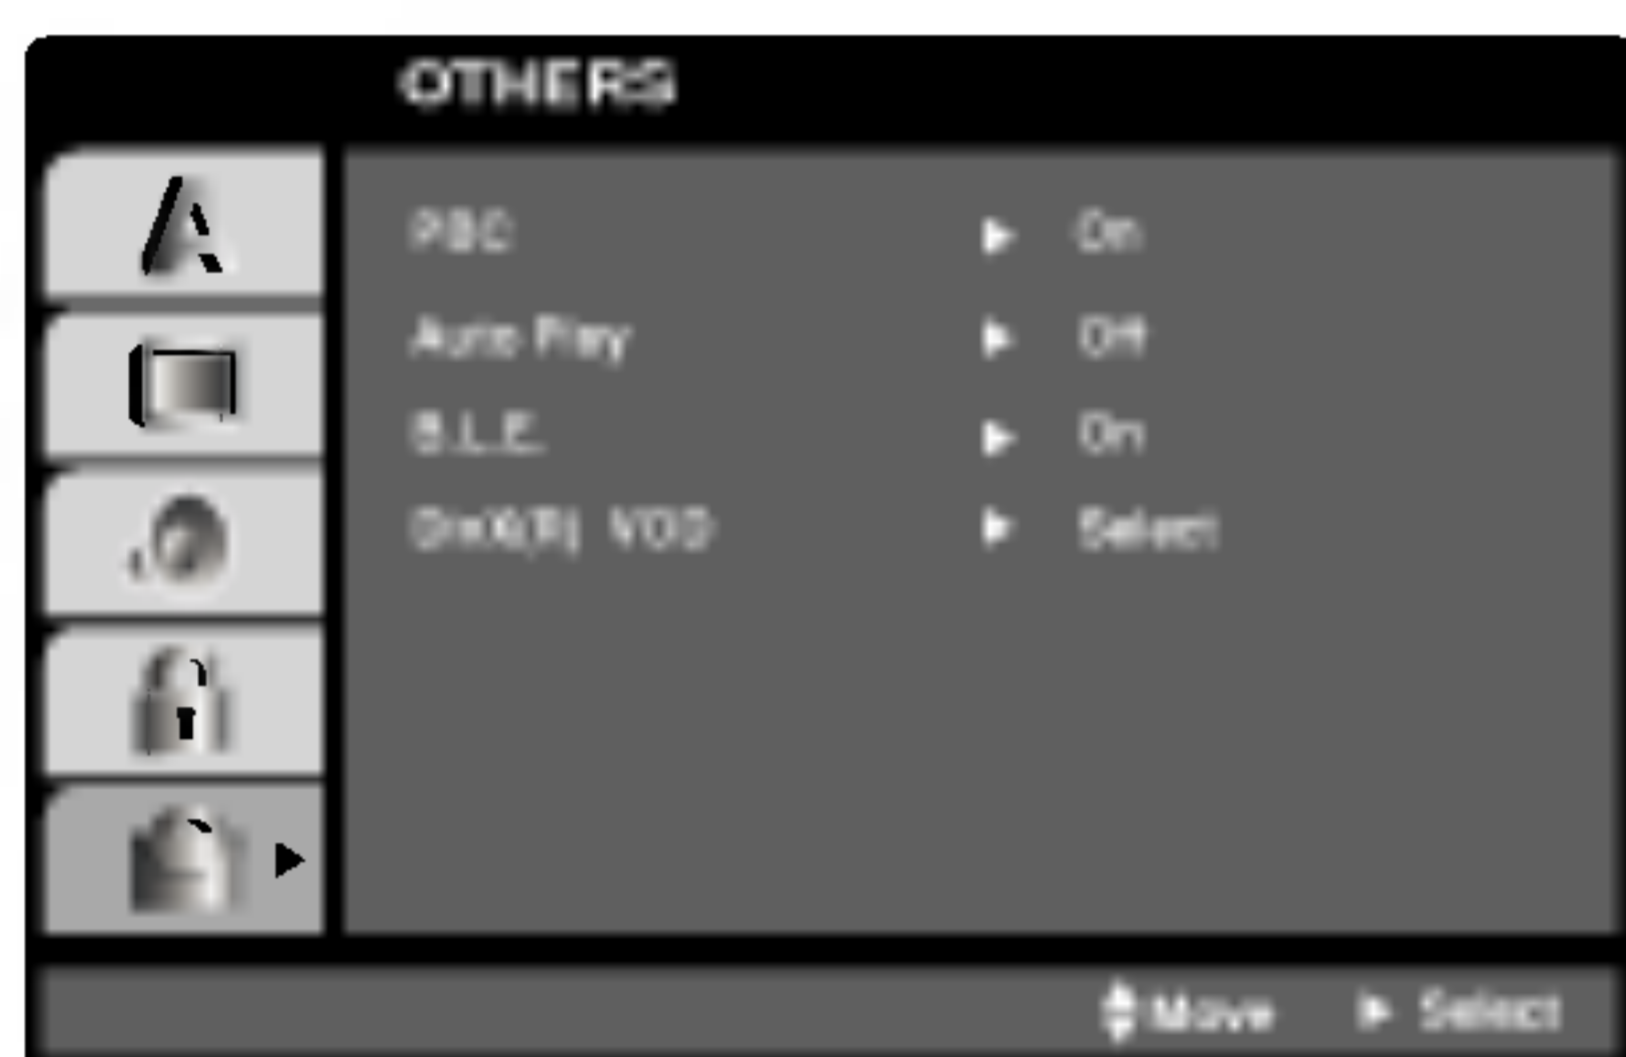 OTHERS
PBC ► On
Auto Play ► Off
B.L.E. ► On
DivX(R) VOD ► Select
Move ► Select